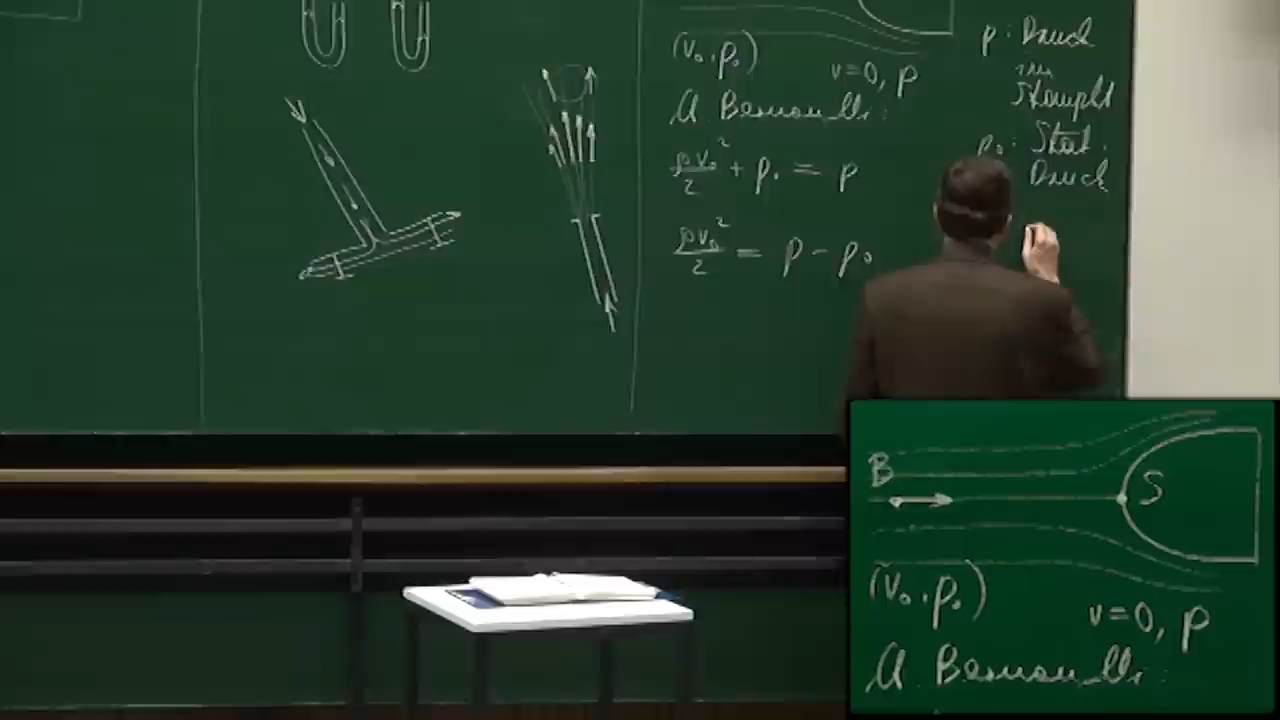 (v₀, p₀)
v=0, p
A. Bernoulli:
ρv₀²/2 + p₀ = p
ρv₀²/2 = p - p₀
p: Druck
im
Staupkt
p₀: Stat.
Druck
B
S
(v₀, p₀)
v=0, p
A. Bernoulli: